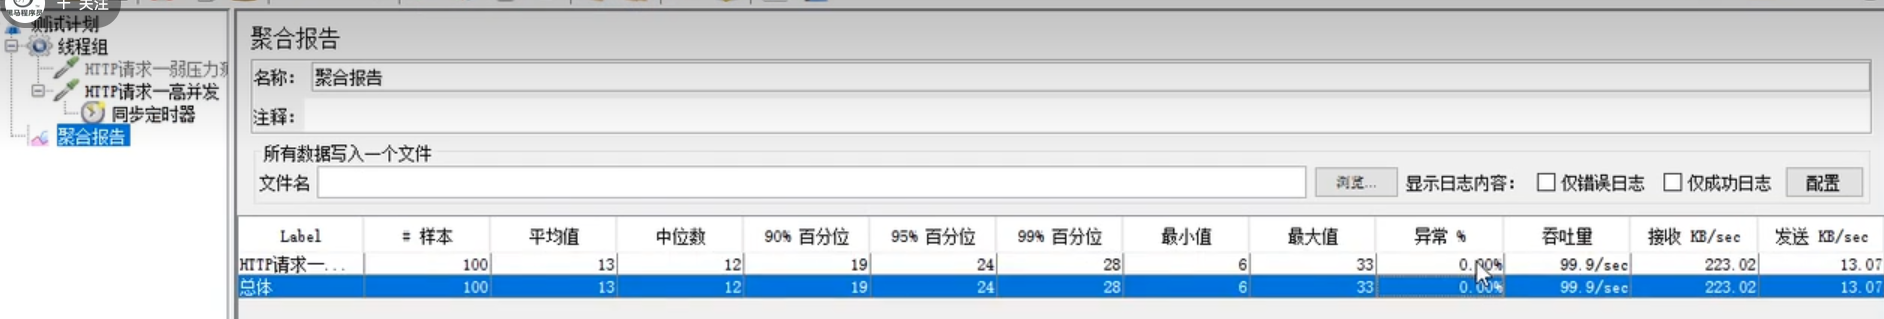 黑马程序员
+ 关注
测试计划
线程组
HTTP请求一弱压力
HTTP请求一高并发
同步定时器
聚合报告
聚合报告
名称: 聚合报告
注释:
所有数据写入一个文件
文件名 浏览... 显示日志内容: 仅错误日志 仅成功日志 配置
Label # 样本 平均值 中位数 90% 百分位 95% 百分位 99% 百分位 最小值 最大值 异常 % 吞吐量 接收 KB/sec 发送 KB/sec
HTTP请求一... 100 13 12 19 24 28 6 33 0.00% 99.9/sec 223.02 13.07
总体 100 13 12 19 24 28 6 33 0.00% 99.9/sec 223.02 13.07